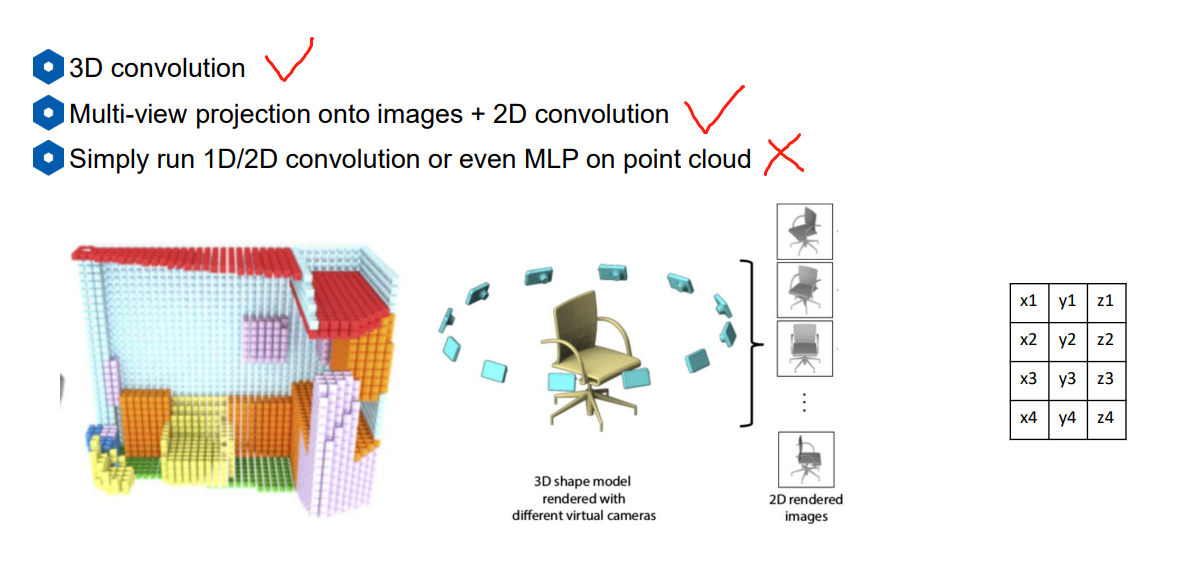 3D convolution
Multi-view projection onto images + 2D convolution
Simply run 1D/2D convolution or even MLP on point cloud
3D shape model
rendered with
different virtual cameras
2D rendered
images
x1 y1 z1
x2 y2 z2
x3 y3 z3
x4 y4 z4